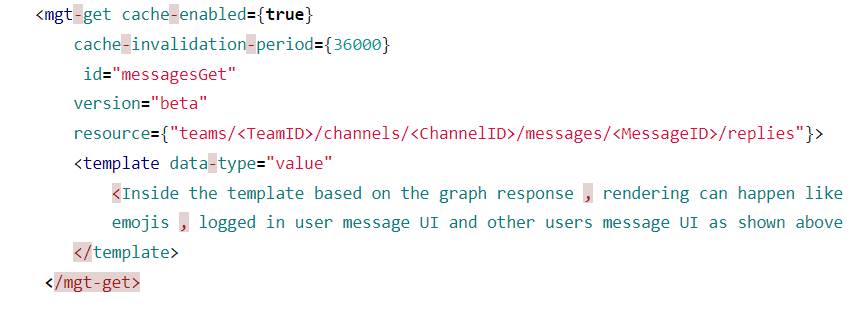 <mgt-get cache-enabled={true}
cache-invalidation-period={36000}
id="messagesGet"
version="beta"
resource={"teams/<TeamID>/channels/<ChannelID>/messages/<MessageID>/replies"}>
<template data-type="value"
<Inside the template based on the graph response , rendering can happen like
emojis , logged in user message UI and other users message UI as shown above
</template>
</mgt-get>